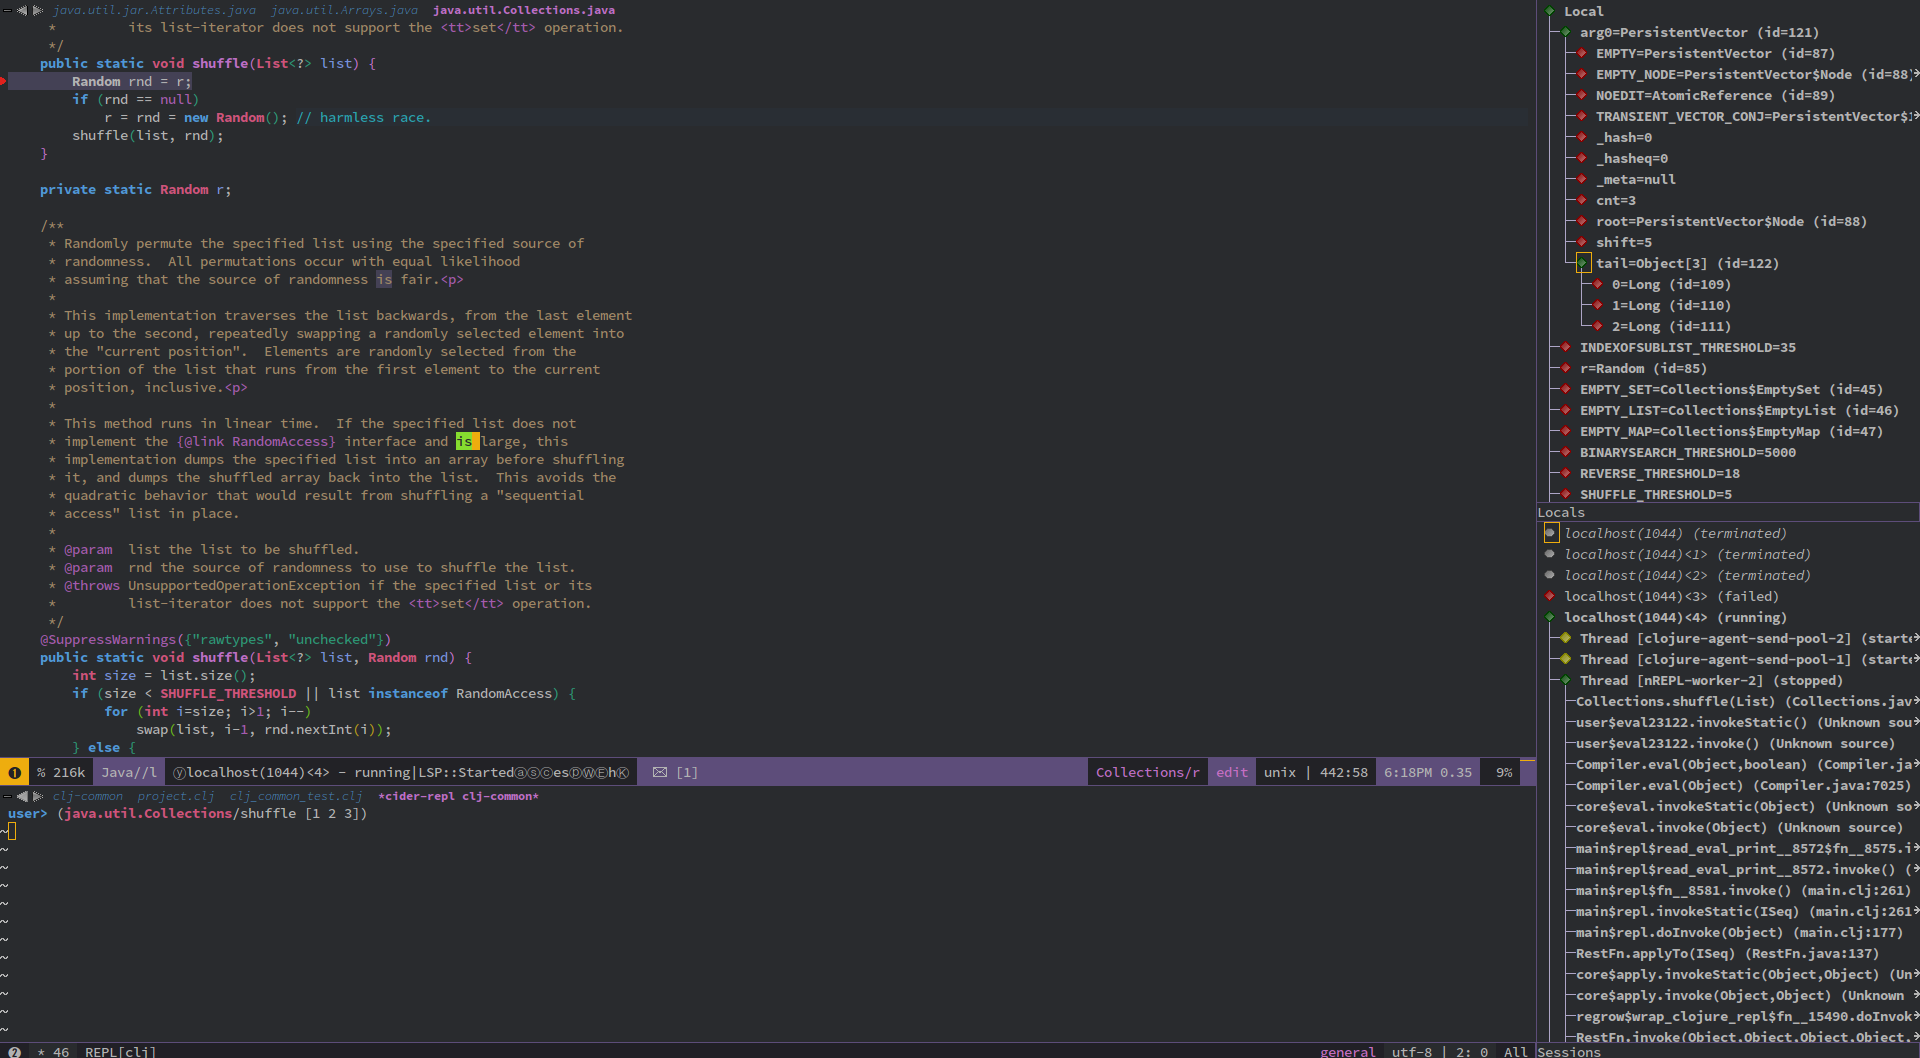 java.util.jar.Attributes.java java.util.Arrays.java java.util.Collections.java
* its list-iterator does not support the <tt>set</tt> operation.
*/
public static void shuffle(List<?> list) {
Random rnd = r;
if (rnd == null)
r = rnd = new Random(); // harmless race.
shuffle(list, rnd);
}
private static Random r;
/**
* Randomly permute the specified list using the specified source of
* randomness.  All permutations occur with equal likelihood
* assuming that the source of randomness is fair.<p>
*
* This implementation traverses the list backwards, from the last element
* up to the second, repeatedly swapping a randomly selected element into
* the "current position".  Elements are randomly selected from the
* portion of the list that runs from the first element to the current
* position, inclusive.<p>
*
* This method runs in linear time.  If the specified list does not
* implement the {@link RandomAccess} interface and is large, this
* implementation dumps the specified list into an array before shuffling
* it, and dumps the shuffled array back into the list.  This avoids the
* quadratic behavior that would result from shuffling a "sequential
* access" list in place.
*
* @param  list the list to be shuffled.
* @param  rnd the source of randomness to use to shuffle the list.
* @throws UnsupportedOperationException if the specified list or its
* list-iterator does not support the <tt>set</tt> operation.
*/
@SuppressWarnings({"rawtypes", "unchecked"})
public static void shuffle(List<?> list, Random rnd) {
int size = list.size();
if (size < SHUFFLE_THRESHOLD || list instanceof RandomAccess) {
for (int i=size; i>1; i--)
swap(list, i-1, rnd.nextInt(i));
} else {
❶ % 216k Java//l ⓨlocalhost(1044)<4> - running|LSP::StartedⓐⓢⓒesⒹⓌⒺhⓀ ✉ [1] Collections/r edit unix | 442:58 6:18PM 0.35 9%
clj-common project.clj clj_common_test.clj *cider-repl clj-common*
user> (java.util.Collections/shuffle [1 2 3])
~
~
~
~
~
~
~
~
~
~
~
~
❷ * 46 REPL[clj] general utf-8 | 2: 0 All
Local
arg0=PersistentVector (id=121)
EMPTY=PersistentVector (id=87)
EMPTY_NODE=PersistentVector$Node (id=88)
NOEDIT=AtomicReference (id=89)
TRANSIENT_VECTOR_CONJ=PersistentVector$
_hash=0
_hasheq=0
_meta=null
cnt=3
root=PersistentVector$Node (id=88)
shift=5
tail=Object[3] (id=122)
0=Long (id=109)
1=Long (id=110)
2=Long (id=111)
INDEXOFSUBLIST_THRESHOLD=35
r=Random (id=85)
EMPTY_SET=Collections$EmptySet (id=45)
EMPTY_LIST=Collections$EmptyList (id=46)
EMPTY_MAP=Collections$EmptyMap (id=47)
BINARYSEARCH_THRESHOLD=5000
REVERSE_THRESHOLD=18
SHUFFLE_THRESHOLD=5
Locals
localhost(1044) (terminated)
localhost(1044)<1> (terminated)
localhost(1044)<2> (terminated)
localhost(1044)<3> (failed)
localhost(1044)<4> (running)
Thread [clojure-agent-send-pool-2] (starte
Thread [clojure-agent-send-pool-1] (starte
Thread [nREPL-worker-2] (stopped)
Collections.shuffle(List) (Collections.jav
user$eval23122.invokeStatic() (Unknown sou
user$eval23122.invoke() (Unknown source)
Compiler.eval(Object,boolean) (Compiler.ja
Compiler.eval(Object) (Compiler.java:7025)
core$eval.invokeStatic(Object) (Unknown so
core$eval.invoke(Object) (Unknown source)
main$repl$read_eval_print__8572$fn__8575.i
main$repl$read_eval_print__8572.invoke() (
main$repl$fn__8581.invoke() (main.clj:261)
main$repl.invokeStatic(ISeq) (main.clj:261
main$repl.doInvoke(Object) (main.clj:177)
RestFn.applyTo(ISeq) (RestFn.java:137)
core$apply.invokeStatic(Object,Object) (Un
core$apply.invoke(Object,Object) (Unknown
regrow$wrap_clojure_repl$fn__15490.doInvok
RestFn.invoke(Object,Object,Object,Object,
Sessions